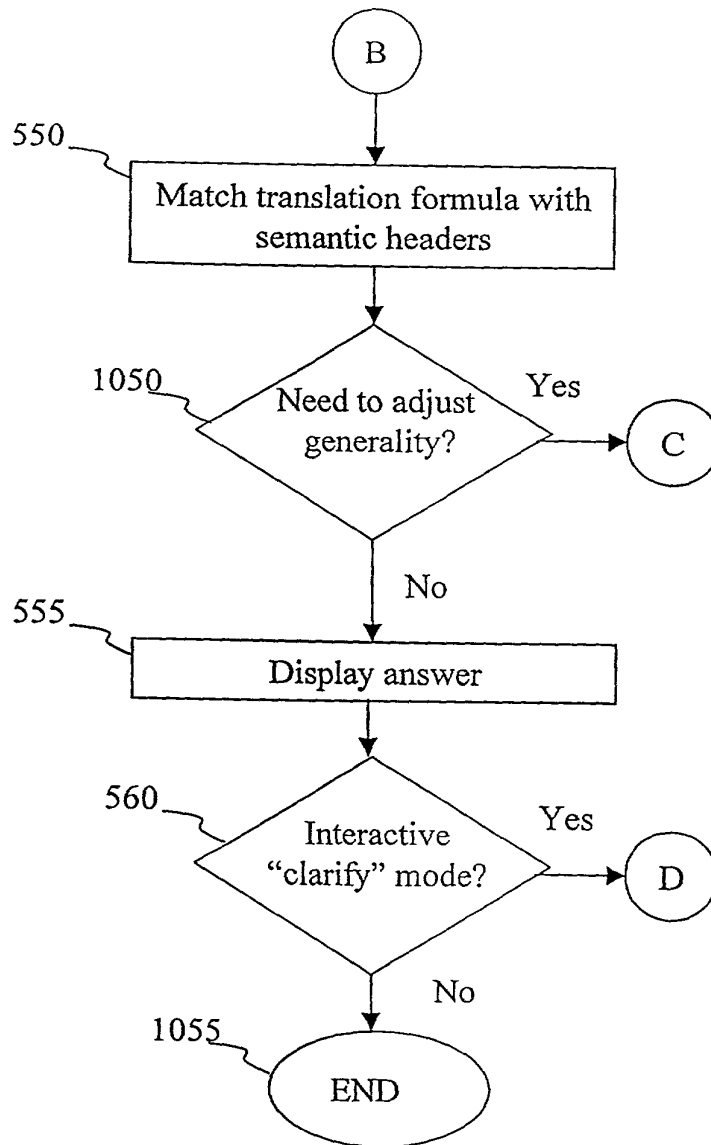 B
550
Match translation formula with
semantic headers
1050
Need to adjust
generality?
Yes
C
No
555
Display answer
560
Interactive
“clarify” mode?
Yes
D
No
1055
END